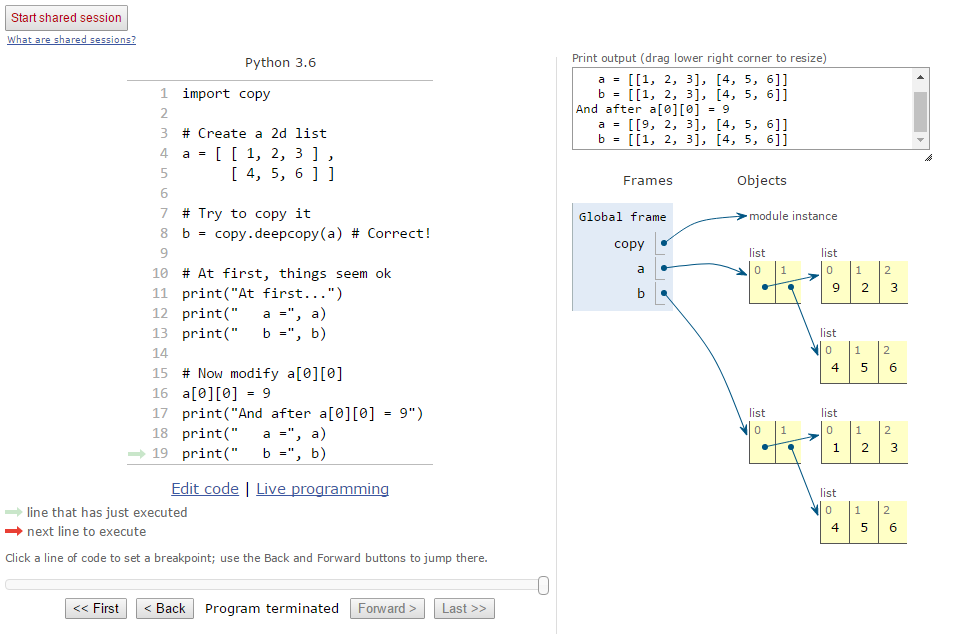 Start shared session
What are shared sessions?
Python 3.6
1 import copy
2
3 # Create a 2d list
4 a = [ [ 1, 2, 3 ] ,
5       [ 4, 5, 6 ] ]
6
7 # Try to copy it
8 b = copy.deepcopy(a) # Correct!
9
10 # At first, things seem ok
11 print("At first...")
12 print("   a =", a)
13 print("   b =", b)
14
15 # Now modify a[0][0]
16 a[0][0] = 9
17 print("And after a[0][0] = 9")
18 print("   a =", a)
19 print("   b =", b)
Edit code | Live programming
line that has just executed
next line to execute
Click a line of code to set a breakpoint; use the Back and Forward buttons to jump there.
<< First < Back Program terminated Forward > Last >>
Print output (drag lower right corner to resize)
   a = [[1, 2, 3], [4, 5, 6]]
   b = [[1, 2, 3], [4, 5, 6]]
And after a[0][0] = 9
   a = [[9, 2, 3], [4, 5, 6]]
   b = [[1, 2, 3], [4, 5, 6]]
Frames Objects
Global frame
copy
a
b
module instance
list
0 1
list
0 1 2
9 2 3
list
0 1 2
4 5 6
list
0 1
list
0 1 2
1 2 3
list
0 1 2
4 5 6